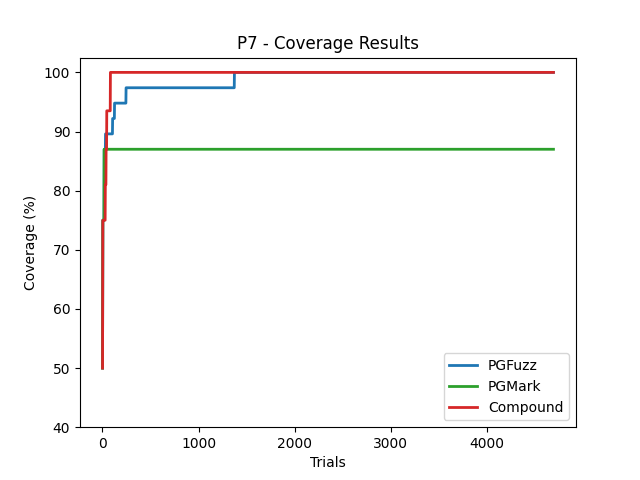 P7 - Coverage Results
Coverage (%)
100
90
80
70
60
50
40
0 1000 2000 3000 4000
Trials
PGFuzz
PGMark
Compound